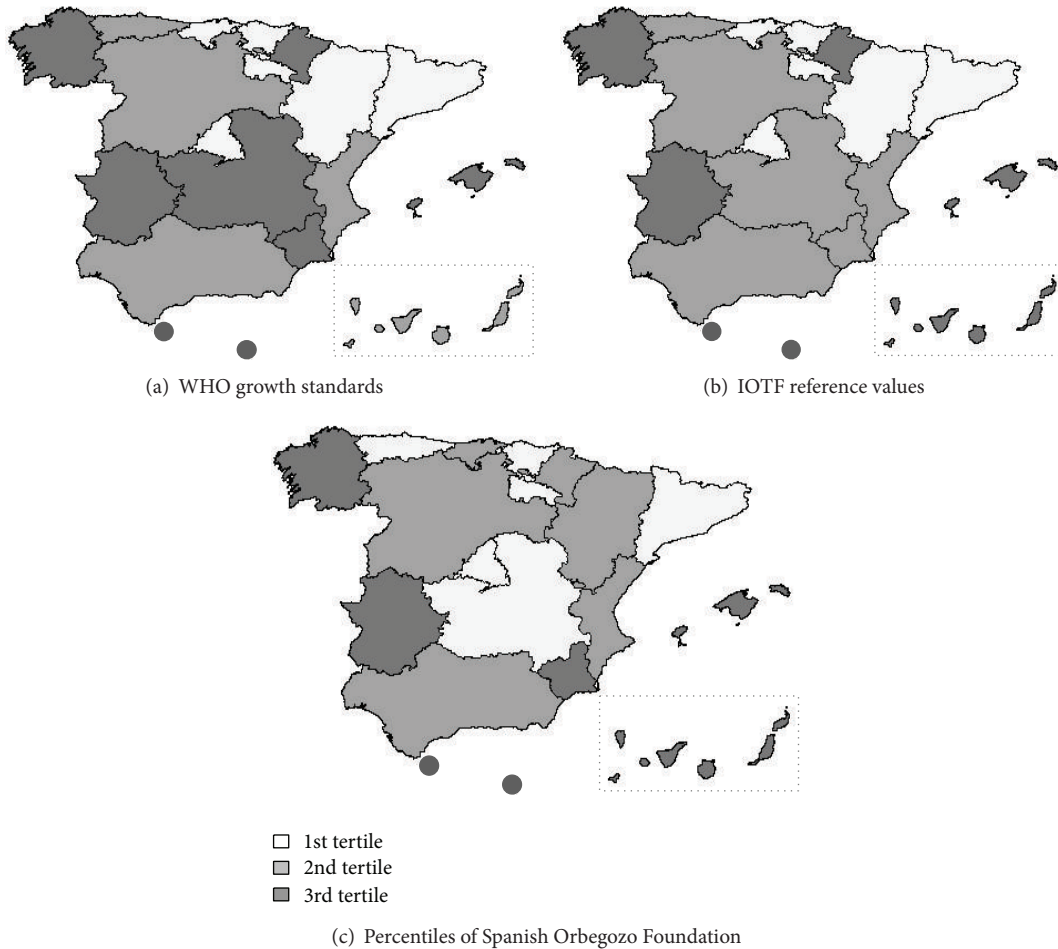 (a) WHO growth standards
(b) IOTF reference values
1st tertile
2nd tertile
3rd tertile
(c) Percentiles of Spanish Orbegozo Foundation